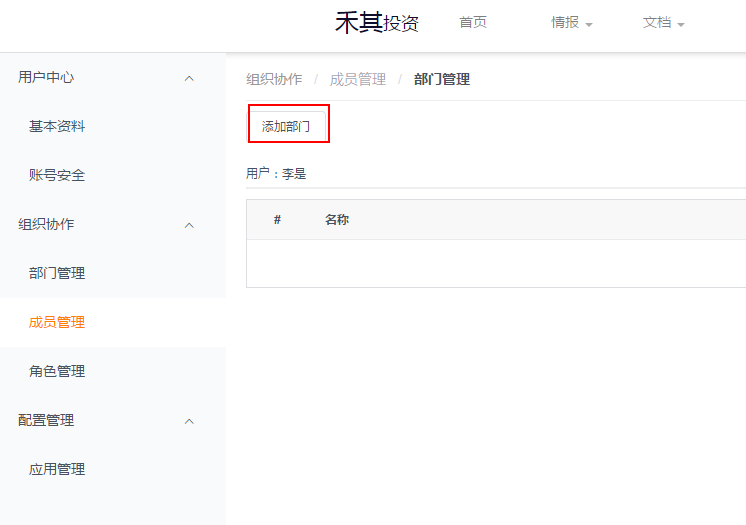 禾其投资 首页 情报 文档
用户中心
基本资料
账号安全
组织协作
部门管理
成员管理
角色管理
配置管理
应用管理
组织协作 / 成员管理 / 部门管理
添加部门
用户：李是
# 名称